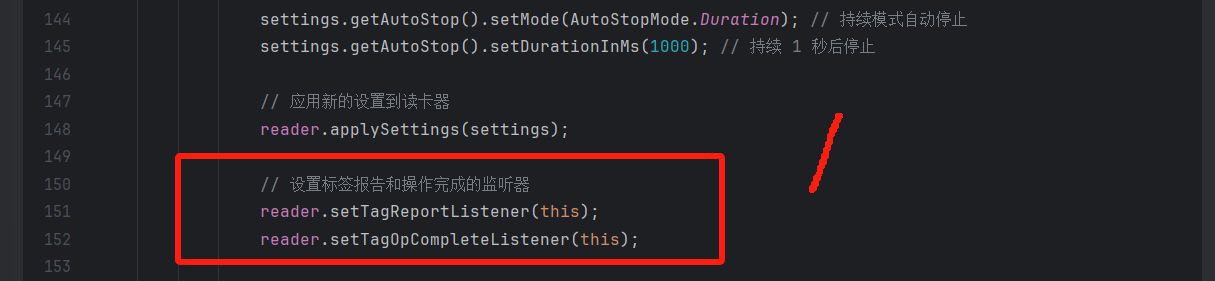 144 settings.getAutoStop().setMode(AutoStopMode.Duration); // 持续模式自动停止
145 settings.getAutoStop().setDurationInMs(1000); // 持续 1 秒后停止
146
147 // 应用新的设置到读卡器
148 reader.applySettings(settings);
149
150 // 设置标签报告和操作完成的监听器
151 reader.setTagReportListener(this);
152 reader.setTagOpCompleteListener(this);
153